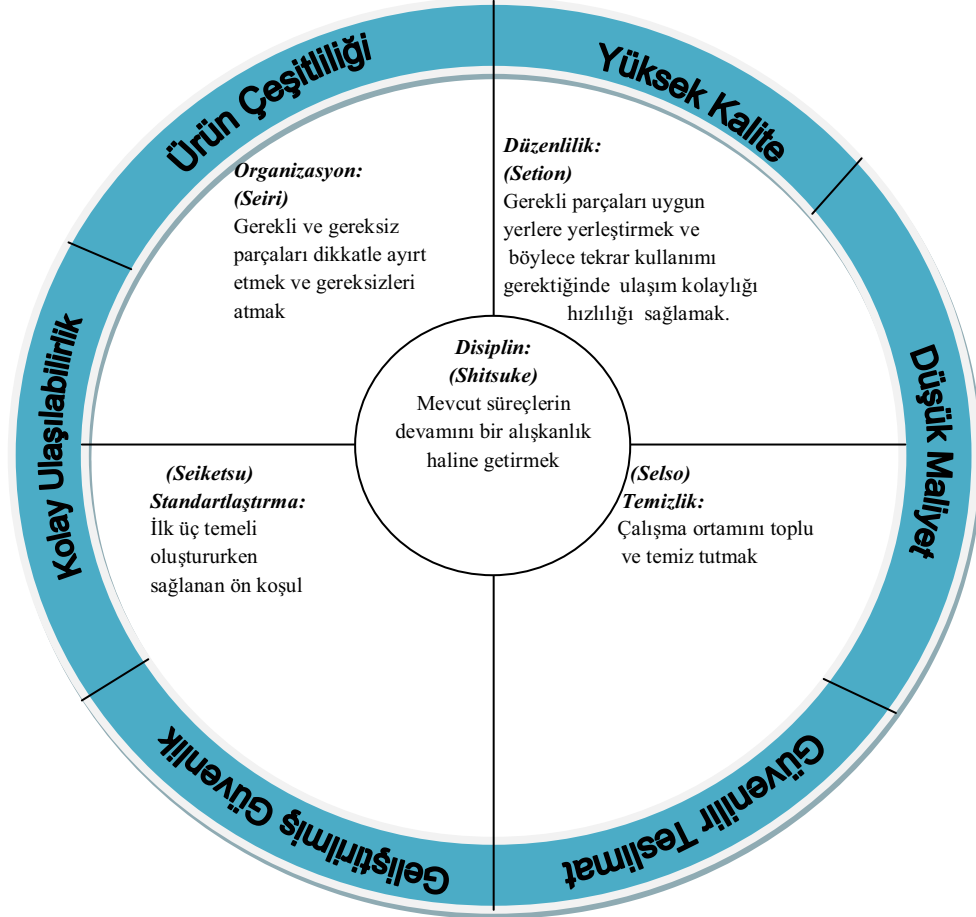 Ürün Çeşitliliği
Yüksek Kalite
Düşük Maliyet
Güvenilir Teslimat
Geliştirilmiş Güvenlik
Kolay Ulaşılabilirlik
Organizasyon:
(Seiri)
Gerekli ve gereksiz
parçaları dikkatle ayırt
etmek ve gereksizleri
atmak
Düzenlilik:
(Setion)
Gerekli parçaları uygun
yerlere yerleştirmek ve
böylece tekrar kullanımı
gerektiğinde ulaşım kolaylığı
hızlılığı sağlamak.
Disiplin:
(Shitsuke)
Mevcut süreçlerin
devamını bir alışkanlık
haline getirmek
(Seiketsu)
Standartlaştırma:
İlk üç temeli
oluştururken
sağlanan ön koşul
(Selso)
Temizlik:
Çalışma ortamını toplu
ve temiz tutmak